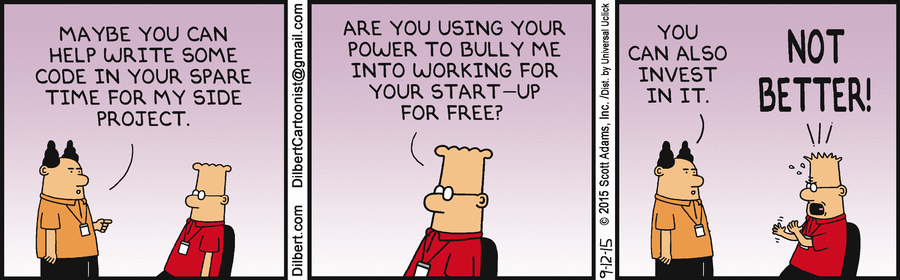 MAYBE YOU CAN
HELP WRITE SOME
CODE IN YOUR SPARE
TIME FOR MY SIDE
PROJECT.
Dilbert.com DilbertCartoonist@gmail.com
ARE YOU USING YOUR
POWER TO BULLY ME
INTO WORKING FOR
YOUR START-UP
FOR FREE?
9-12-15 © 2015 Scott Adams, Inc. /Dist. by Universal Uclick
YOU
CAN ALSO
INVEST
IN IT.
NOT
BETTER!